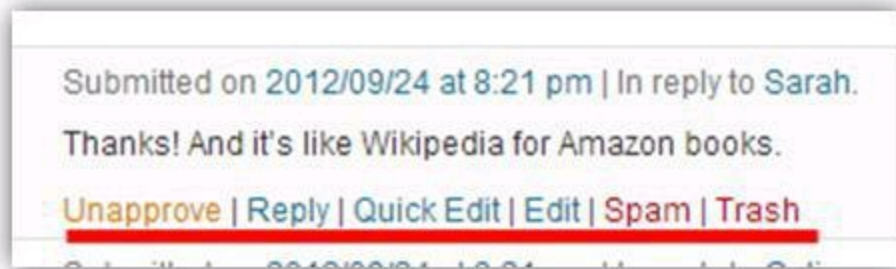 Submitted on 2012/09/24 at 8:21 pm | In reply to Sarah.
Thanks! And it's like Wikipedia for Amazon books.
Unapprove | Reply | Quick Edit | Edit | Spam | Trash